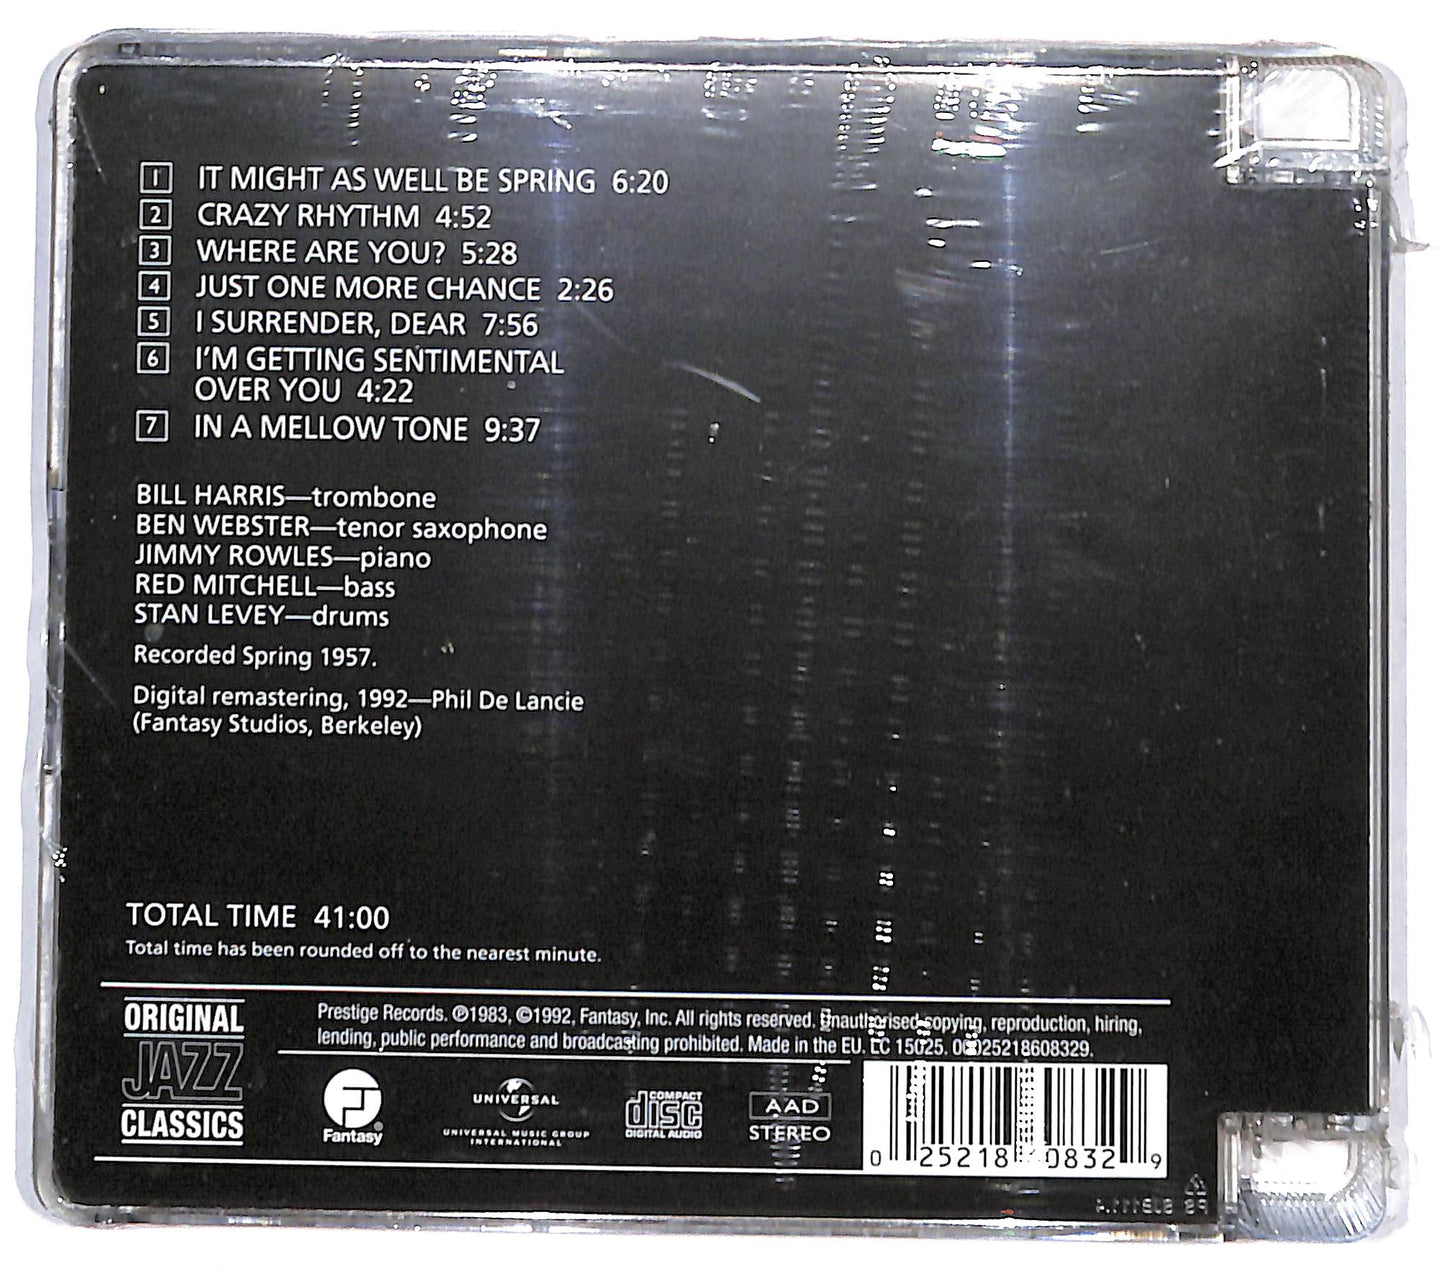 1 IT MIGHT AS WELL BE SPRING 6:20
2 CRAZY RHYTHM 4:52
3 WHERE ARE YOU? 5:28
4 JUST ONE MORE CHANCE 2:26
5 I SURRENDER, DEAR 7:56
6 I'M GETTING SENTIMENTAL
OVER YOU 4:22
7 IN A MELLOW TONE 9:37
BILL HARRIS—trombone
BEN WEBSTER—tenor saxophone
JIMMY ROWLES—piano
RED MITCHELL—bass
STAN LEVEY—drums
Recorded Spring 1957.
Digital remastering, 1992—Phil De Lancie
(Fantasy Studios, Berkeley)
TOTAL TIME 41:00
Total time has been rounded off to the nearest minute.
ORIGINAL
JAZZ
CLASSICS
Prestige Records. ℗1983, ©1992, Fantasy, Inc. All rights reserved. Unauthorised copying, reproduction, hiring,
lending, public performance and broadcasting prohibited. Made in the EU. LC 15025. 00025218608329.
Fantasy®
UNIVERSAL
UNIVERSAL MUSIC GROUP
INTERNATIONAL
COMPACT
disc
DIGITAL AUDIO
AAD
STEREO
0 25218 0832 9